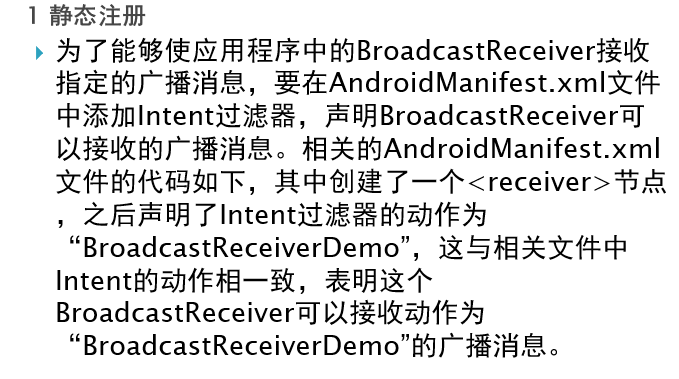 1 静态注册
为了能够使应用程序中的BroadcastReceiver接收
指定的广播消息，要在AndroidManifest.xml文件
中添加Intent过滤器，声明BroadcastReceiver可
以接收的广播消息。相关的AndroidManifest.xml
文件的代码如下，其中创建了一个<receiver>节点
，之后声明了Intent过滤器的动作为
“BroadcastReceiverDemo”，这与相关文件中
Intent的动作相一致，表明这个
BroadcastReceiver可以接收动作为
“BroadcastReceiverDemo”的广播消息。